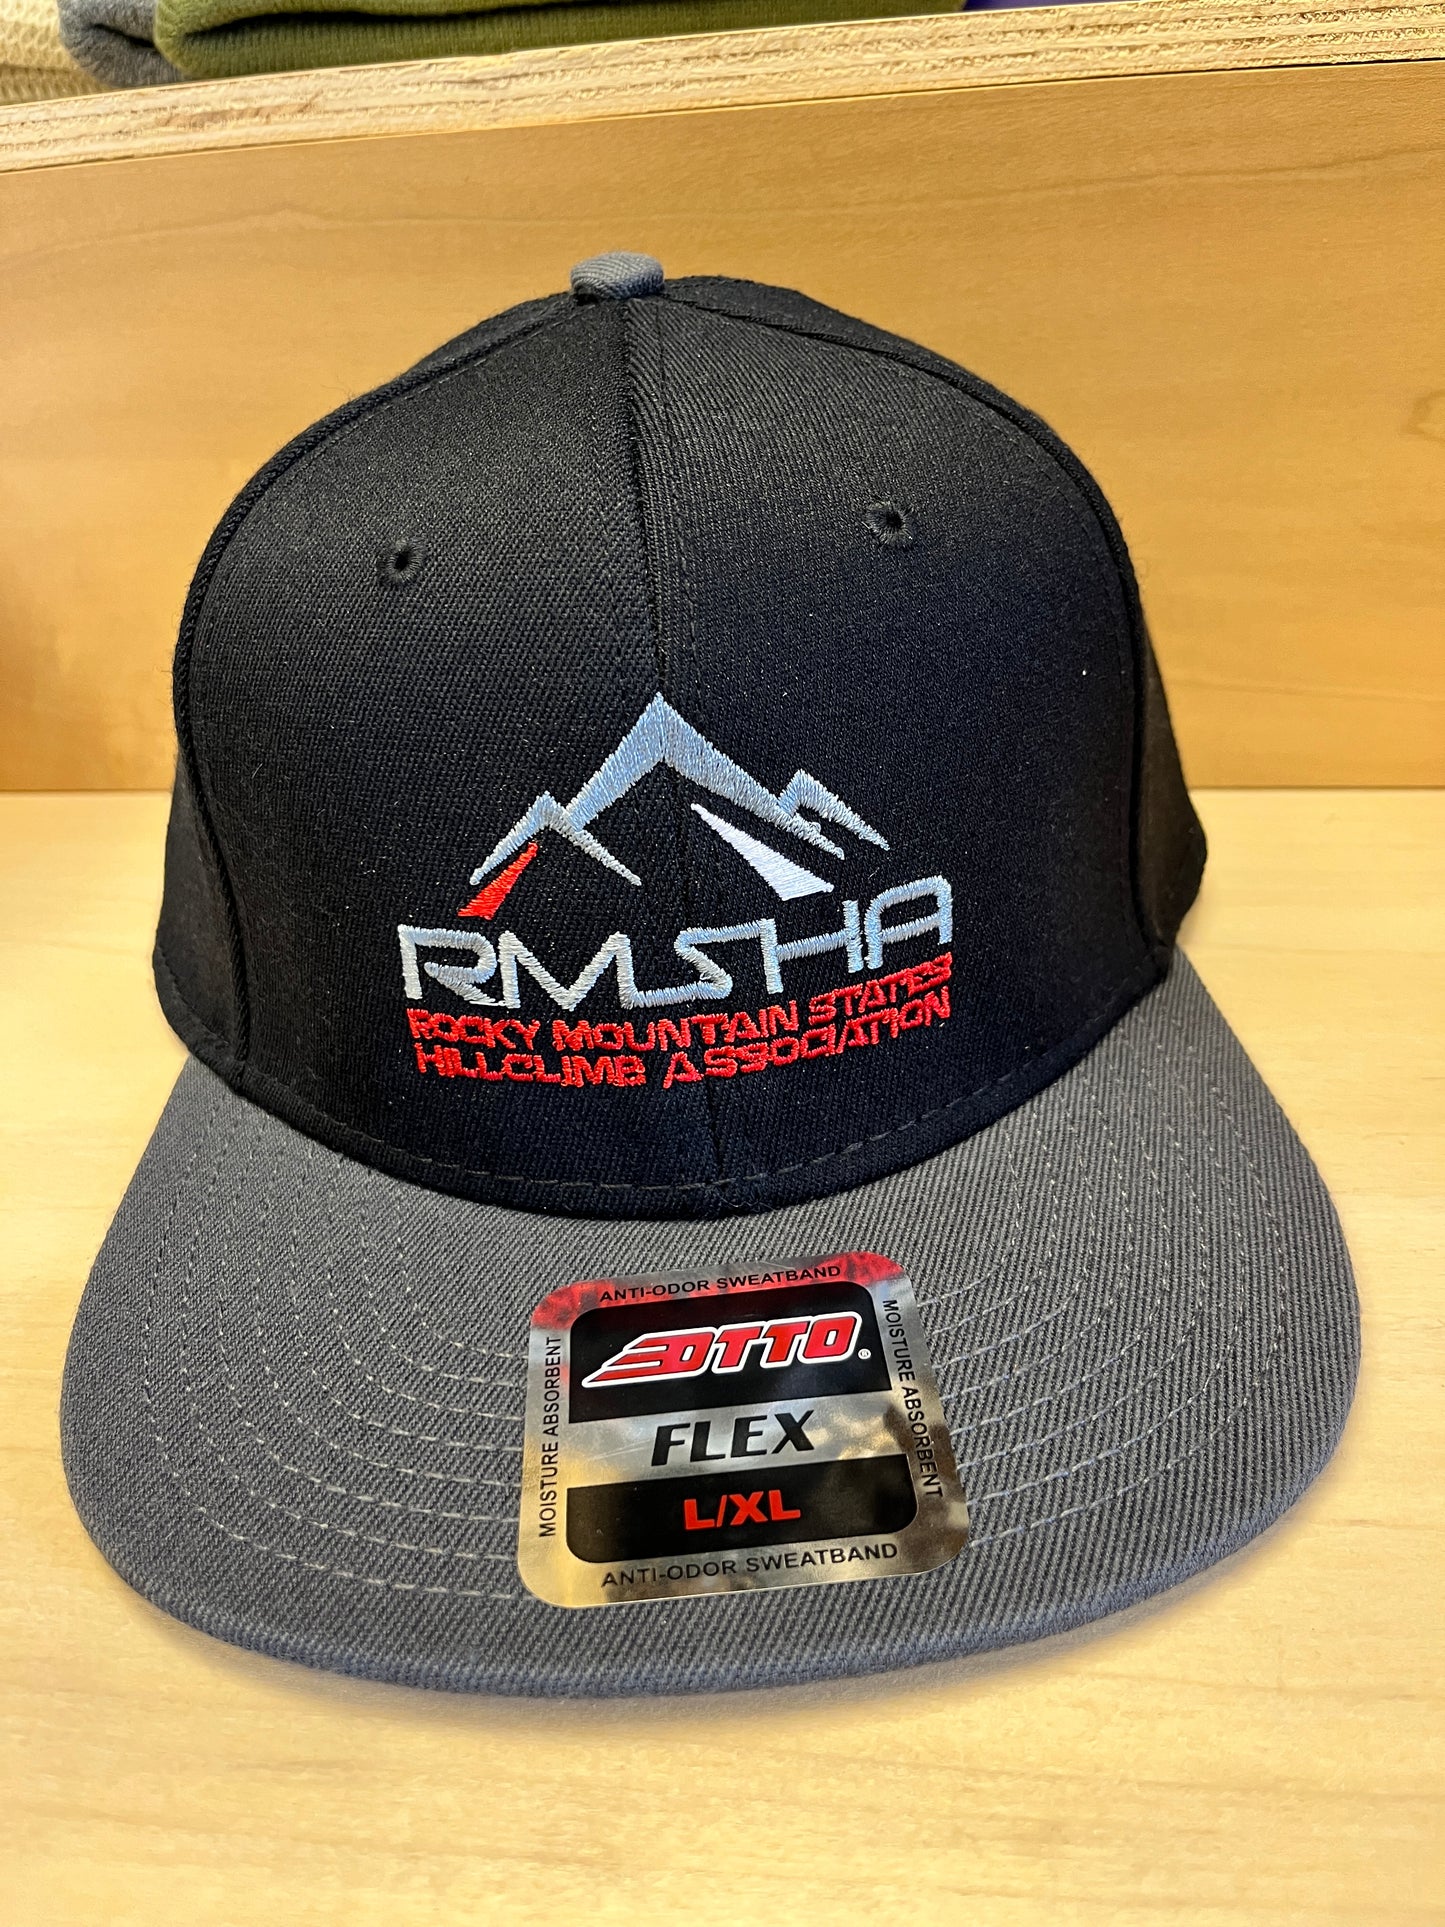 RMSHA
ROCKY MOUNTAIN STATES
HILLCLIMB ASSOCIATION
ANTI-ODOR SWEATBAND
MOISTURE ABSORBENT
OTTO®
MOISTURE ABSORBENT
FLEX
L/XL
ANTI-ODOR SWEATBAND